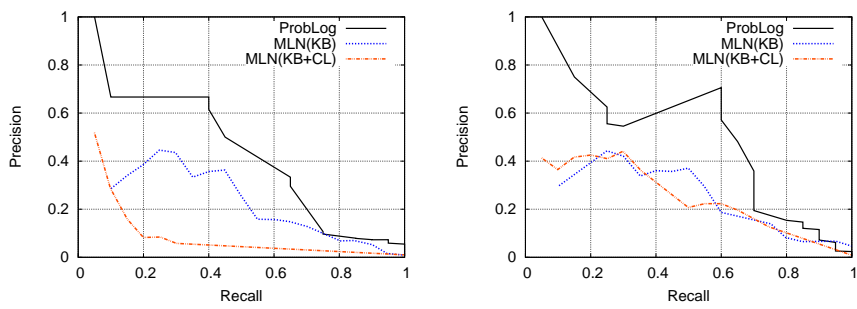 1
0.8
0.6
0.4
0.2
0
Precision
ProbLog
MLN(KB)
MLN(KB+CL)
0 0.2 0.4 0.6 0.8 1
Recall
1
0.8
0.6
0.4
0.2
0
Precision
ProbLog
MLN(KB)
MLN(KB+CL)
0 0.2 0.4 0.6 0.8 1
Recall